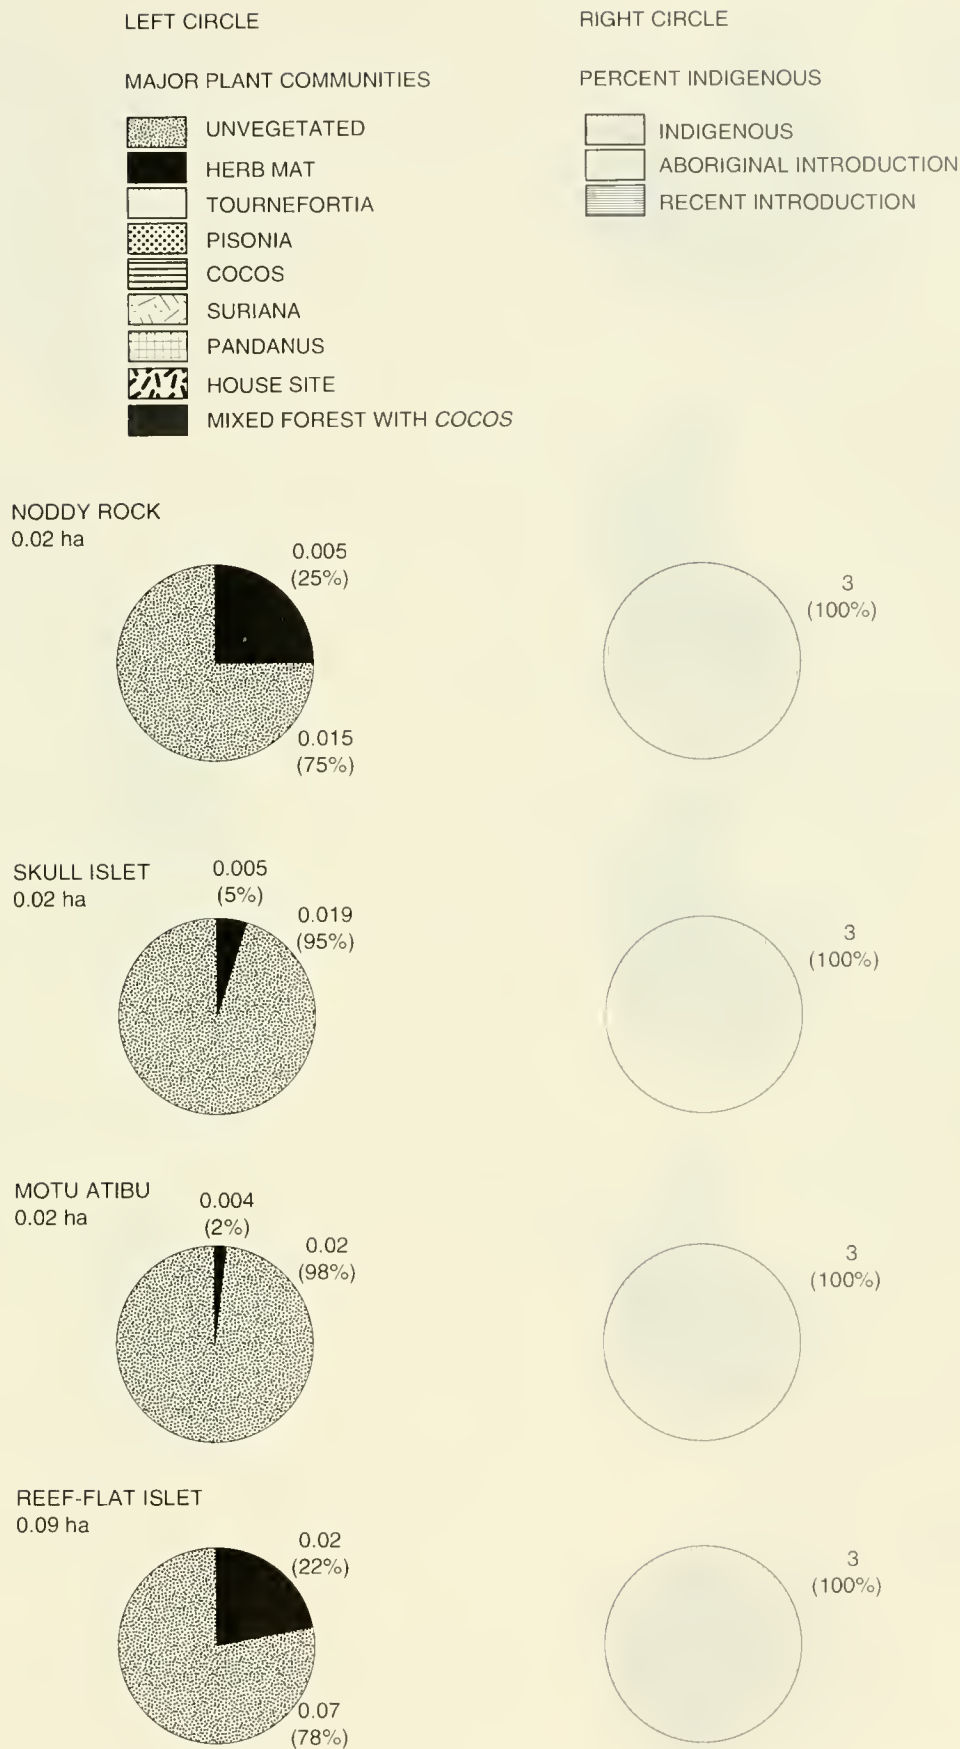 LEFT CIRCLE
MAJOR PLANT COMMUNITIES
UNVEGETATED
HERB MAT
TOURNEFORTIA
PISONIA
COCOS
SURIANA
PANDANUS
HOUSE SITE
MIXED FOREST WITH COCOS
RIGHT CIRCLE
PERCENT INDIGENOUS
INDIGENOUS
ABORIGINAL INTRODUCTION
RECENT INTRODUCTION
NODDY ROCK
0.02 ha
0.005
(25%)
0.015
(75%)
3
(100%)
SKULL ISLET
0.02 ha
0.005
(5%)
0.019
(95%)
3
(100%)
MOTU ATIBU
0.02 ha
0.004
(2%)
0.02
(98%)
3
(100%)
REEF-FLAT ISLET
0.09 ha
0.02
(22%)
0.07
(78%)
3
(100%)